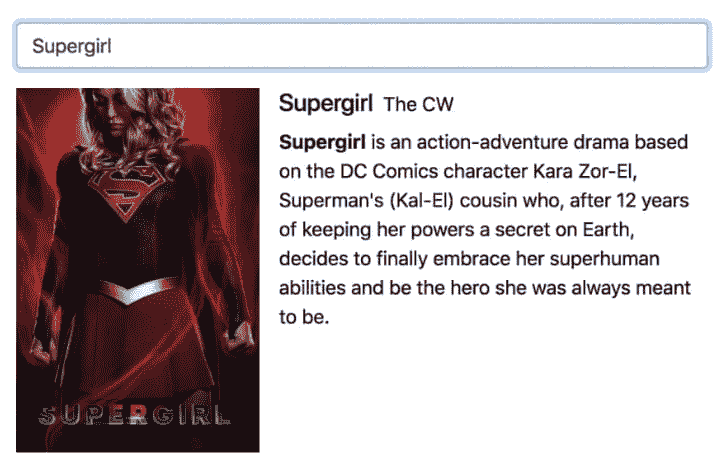 Supergirl
Supergirl The CW
Supergirl is an action-adventure drama based
on the DC Comics character Kara Zor-El,
Superman's (Kal-El) cousin who, after 12 years
of keeping her powers a secret on Earth,
decides to finally embrace her superhuman
abilities and be the hero she was always meant
to be.
SUPERGIRL